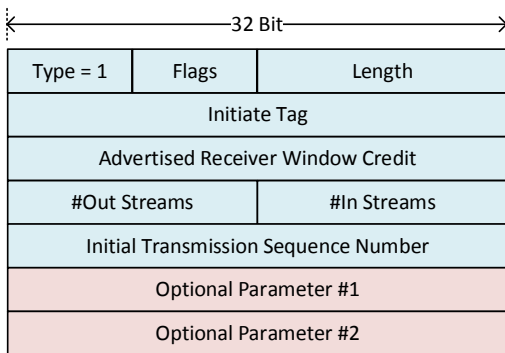 32 Bit
Type = 1 Flags Length
Initiate Tag
Advertised Receiver Window Credit
#Out Streams #In Streams
Initial Transmission Sequence Number
Optional Parameter #1
Optional Parameter #2